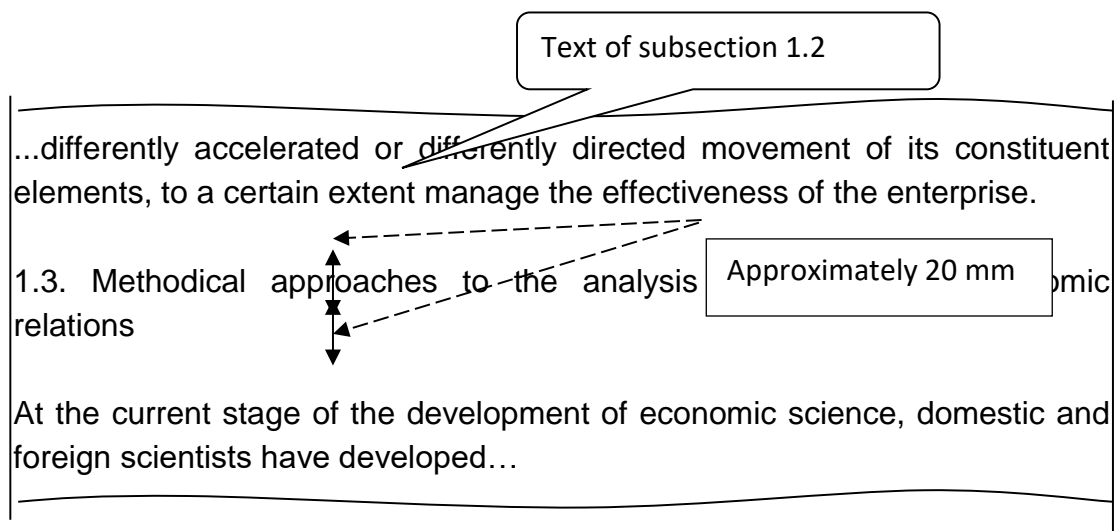 Text of subsection 1.2
...differently accelerated or differently directed movement of its constituent
elements, to a certain extent manage the effectiveness of the enterprise.
1.3. Methodical approaches to the analysis omic
Approximately 20 mm
relations
At the current stage of the development of economic science, domestic and
foreign scientists have developed…